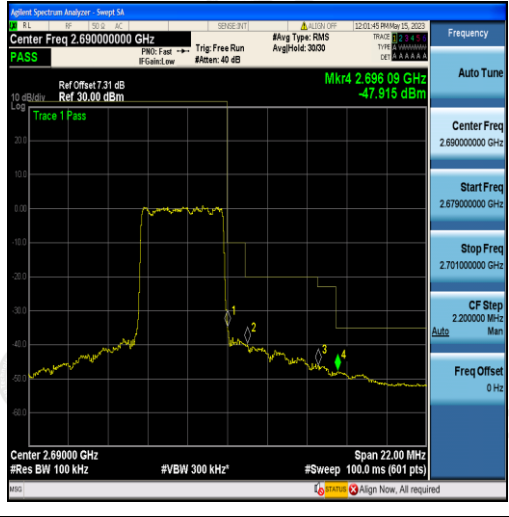 Agilent Spectrum Analyzer - Swept SA
RL RF 50 Ω AC SENSE:INT ALIGN OFF 12:01:45 PM May 15, 2023
Center Freq 2.690000000 GHz
PNO: Fast
IFGain:Low
Trig: Free Run
#Atten: 40 dB
#Avg Type: RMS
Avg|Hold: 30/30
TRACE 1 2 3 4 5 6
TYPE A WWWWW
DET A A A A A A
PASS
Ref Offset 7.31 dB
Ref 30.00 dBm
10 dB/div
Log
Mkr4 2.696 09 GHz
-47.915 dBm
Trace 1 Pass
20.0
10.0
0.00
-10.0
-20.0
-30.0
-40.0
-50.0
-60.0
1
2
3
4
Center 2.69000 GHz
Span 22.00 MHz
#Res BW 100 kHz
#VBW 300 kHz*
#Sweep 100.0 ms (601 pts)
MSG
STATUS Align Now, All required
Frequency
Auto Tune
Center Freq
2.690000000 GHz
Start Freq
2.679000000 GHz
Stop Freq
2.701000000 GHz
CF Step
2.200000 MHz
Auto Man
Freq Offset
0 Hz